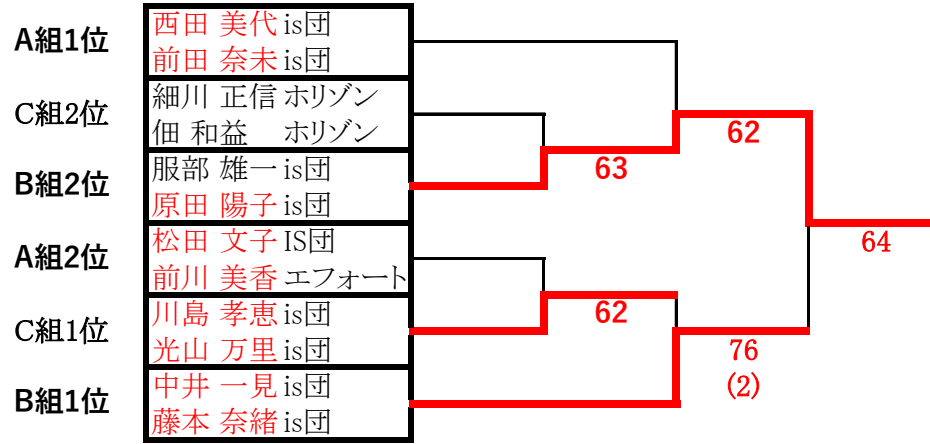 A組1位
西田 美代 is団
前田 奈未 is団
C組2位
細川 正信 ホリゾン
佃 和益 ホリゾン
B組2位
服部 雄一 is団
原田 陽子 is団
A組2位
松田 文子 IS団
前川 美香 エフォート
C組1位
川島 孝恵 is団
光山 万里 is団
B組1位
中井 一見 is団
藤本 奈緒 is団
63
62
62
76
(2)
64